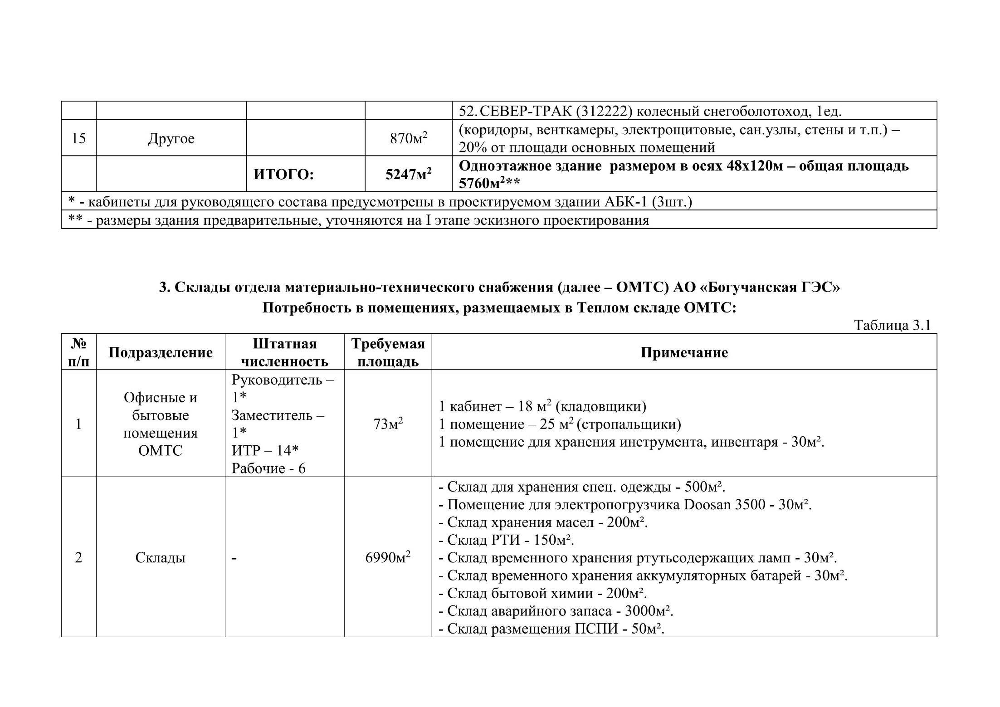 52. СЕВЕР-ТРАК (312222) колесный снегоболотоход, 1ед.
15
Другое
870м²
(коридоры, венткамеры, электрощитовые, сан.узлы, стены и т.п.) –
20% от площади основных помещений
ИТОГО:
5247м²
Одноэтажное здание размером в осях 48х120м – общая площадь
5760м²**
* - кабинеты для руководящего состава предусмотрены в проектируемом здании АБК-1 (3шт.)
** - размеры здания предварительные, уточняются на I этапе эскизного проектирования
3. Склады отдела материально-технического снабжения (далее – ОМТС) АО «Богучанская ГЭС»
Потребность в помещениях, размещаемых в Теплом складе ОМТС:
Таблица 3.1
№
п/п
Подразделение
Штатная
численность
Требуемая
площадь
Примечание
1
Офисные и
бытовые
помещения
ОМТС
Руководитель –
1*
Заместитель –
1*
ИТР – 14*
Рабочие - 6
73м²
1 кабинет – 18 м² (кладовщики)
1 помещение – 25 м² (стропальщики)
1 помещение для хранения инструмента, инвентаря - 30м².
2
Склады
-
6990м²
- Склад для хранения спец. одежды - 500м².
- Помещение для электропогрузчика Doosan 3500 - 30м².
- Склад хранения масел - 200м².
- Склад РТИ - 150м².
- Склад временного хранения ртутьсодержащих ламп - 30м².
- Склад временного хранения аккумуляторных батарей - 30м².
- Склад бытовой химии - 200м².
- Склад аварийного запаса - 3000м².
- Склад размещения ПСПИ - 50м².